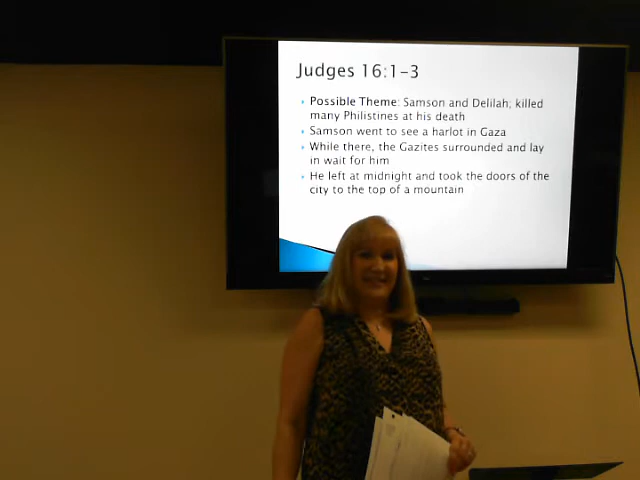 Judges 16:1-3
Possible Theme: Samson and Delilah; killed
many Philistines at his death
Samson went to see a harlot in Gaza
While there, the Gazites surrounded and lay
in wait for him
He left at midnight and took the doors of the
city to the top of a mountain